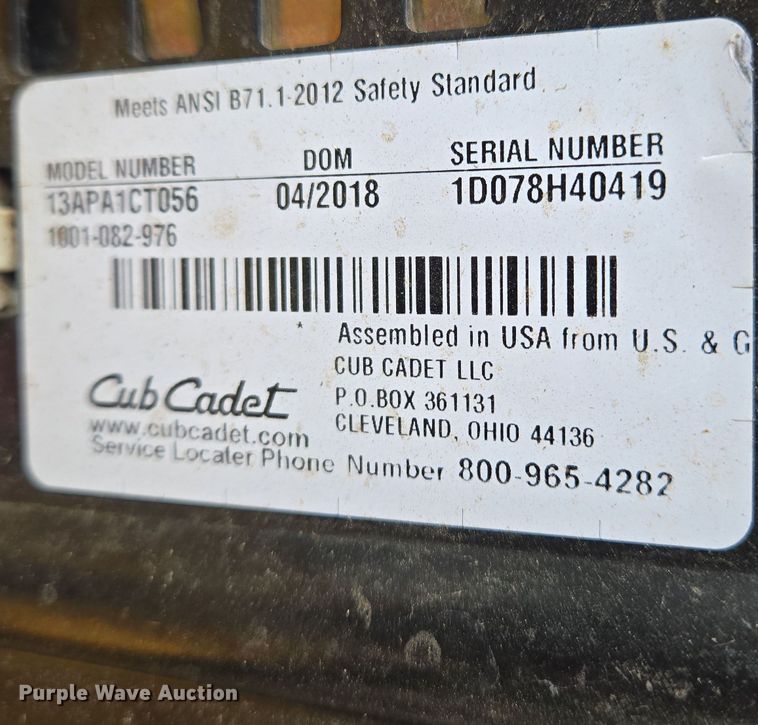 Meets ANSI B71.1-2012 Safety Standard
MODEL NUMBER DOM SERIAL NUMBER
13APA1CT056 04/2018 1D078H40419
1001-082-976
* Assembled in USA from U.S. & G
CUB CADET LLC
P.O.BOX 361131
CLEVELAND, OHIO 44136
Cub Cadet
www.cubcadet.com
Service Locater Phone Number 800-965-4282
Purple Wave Auction